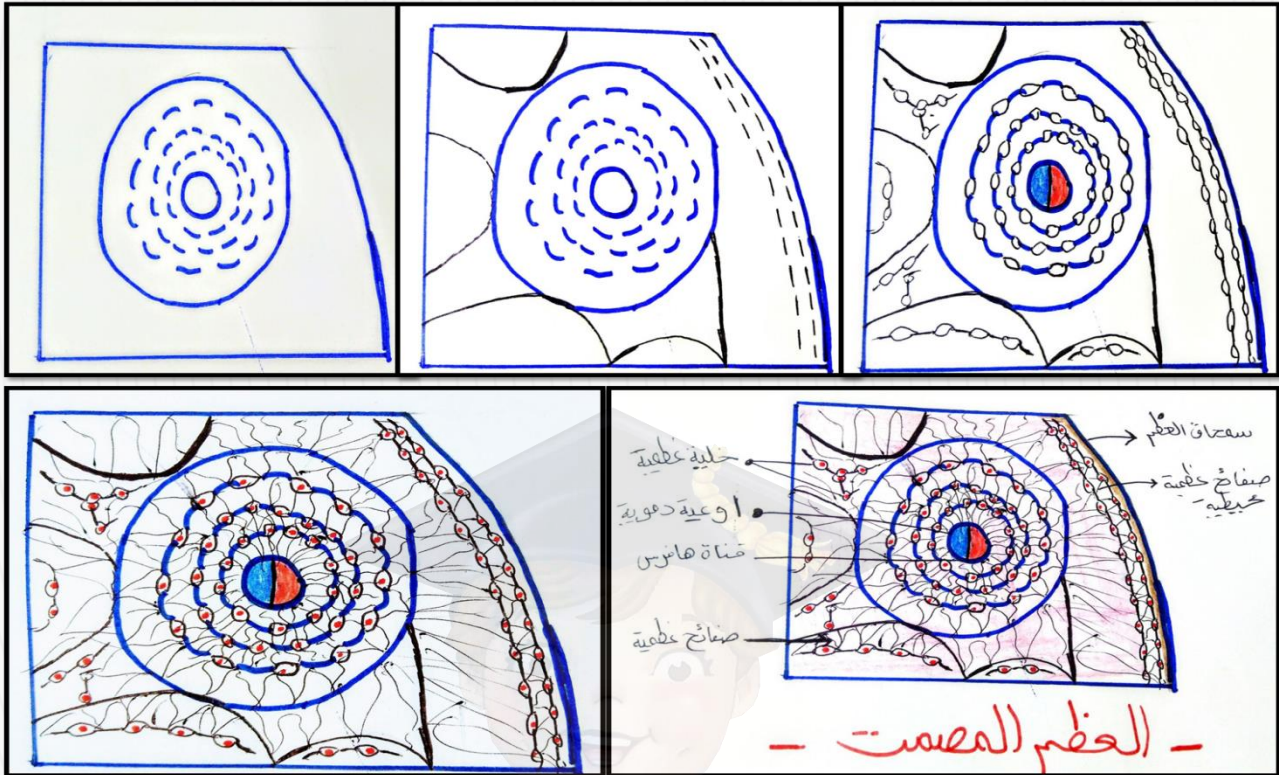 سمحاق العظم
صفائح عظمية
محيطية
خلية عظمية
اوعية دموية
قناة هافرس
صفائح عظمية
- العظم المصمت -